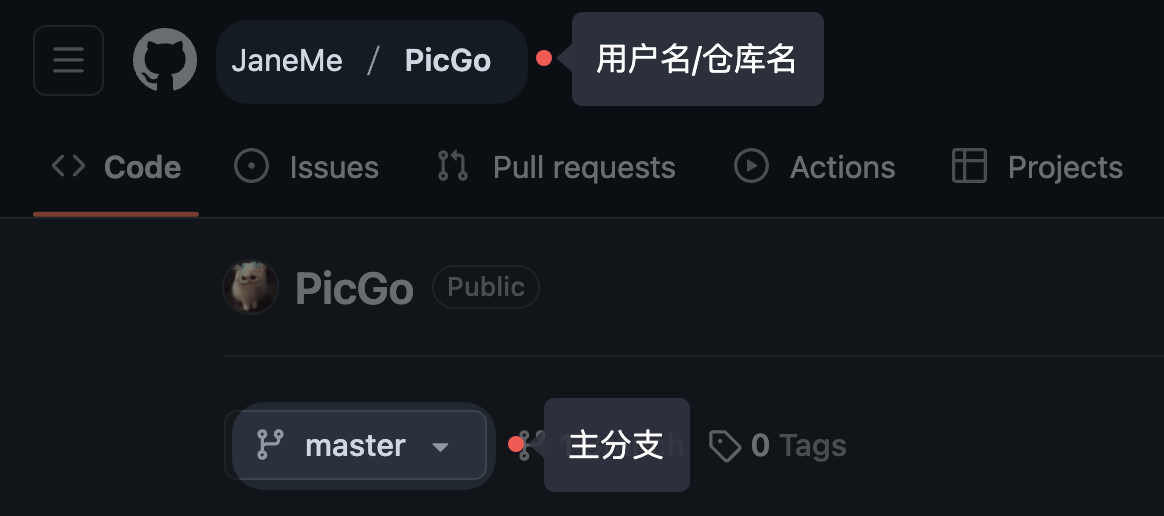 JaneMe / PicGo 用户名/仓库名
Code Issues Pull requests Actions Projects
PicGo Public
master 主分支 0 Tags